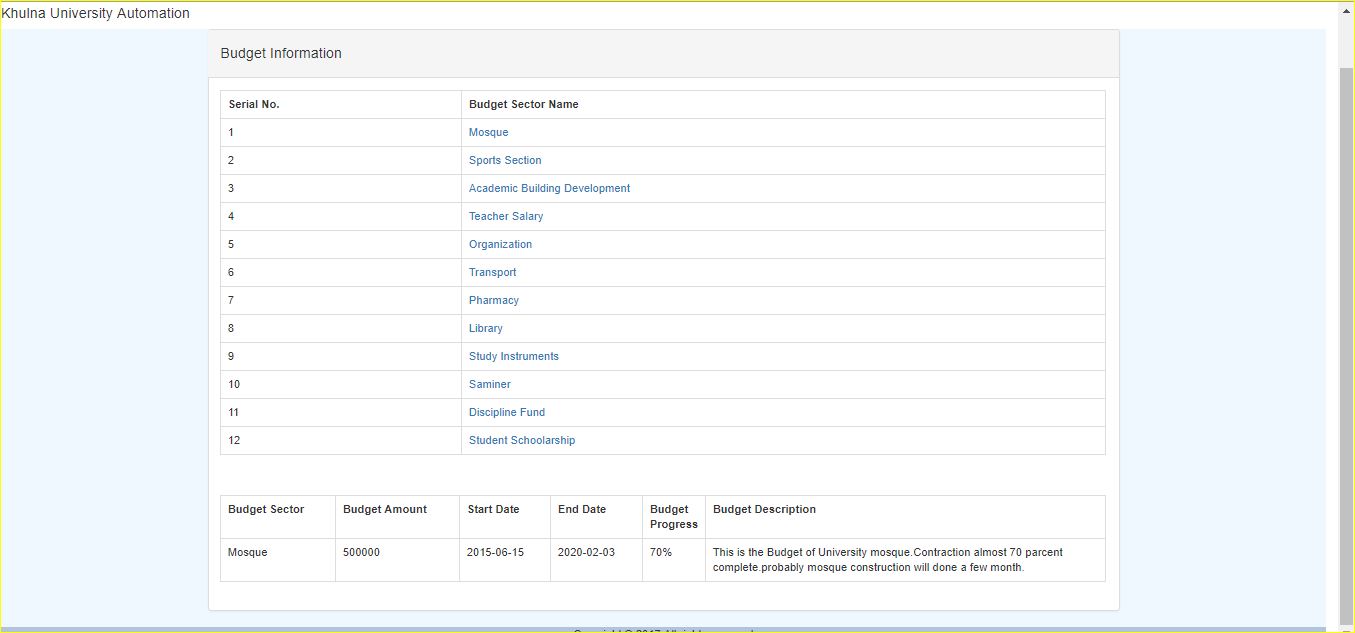 Khulna University Automation
Budget Information
Serial No. Budget Sector Name
1 Mosque
2 Sports Section
3 Academic Building Development
4 Teacher Salary
5 Organization
6 Transport
7 Pharmacy
8 Library
9 Study Instruments
10 Saminer
11 Discipline Fund
12 Student Schoolarship
Budget Sector Budget Amount Start Date End Date Budget Progress Budget Description
Mosque 500000 2015-06-15 2020-02-03 70% This is the Budget of University mosque.Contraction almost 70 parcent
complete.probably mosque construction will done a few month.